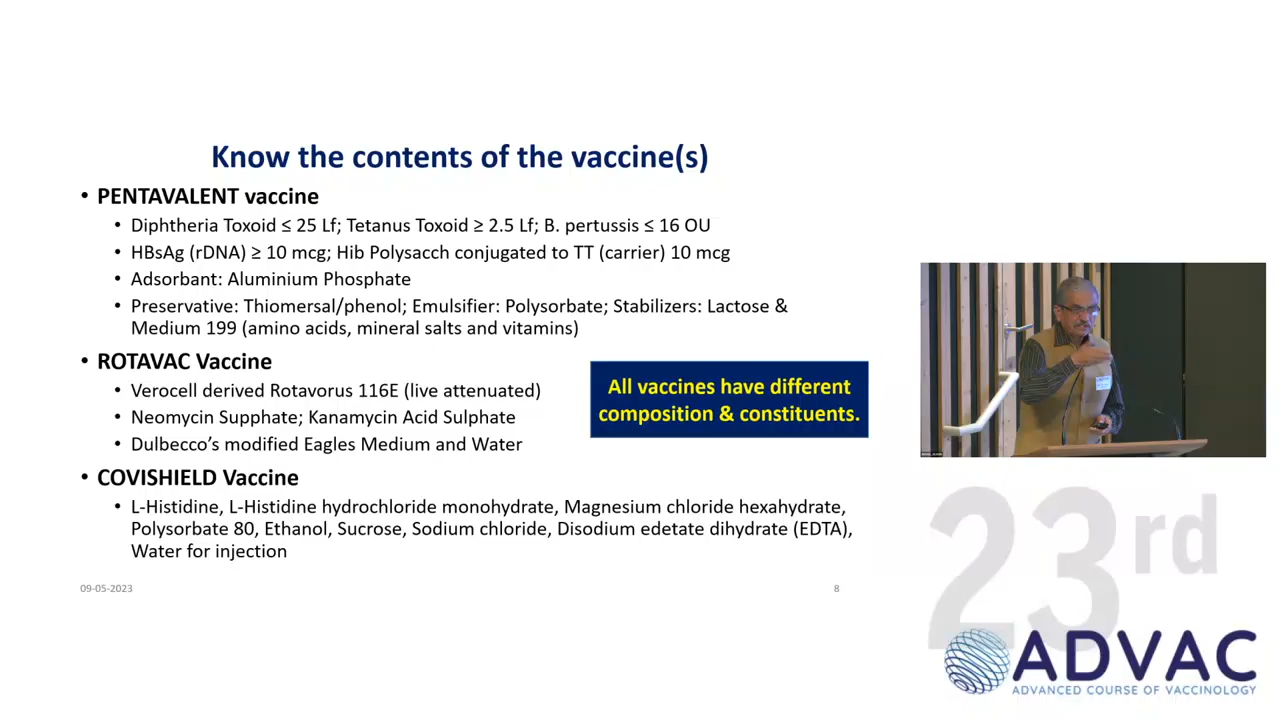 Know the contents of the vaccine(s)
• PENTAVALENT vaccine
• Diphtheria Toxoid ≤ 25 Lf; Tetanus Toxoid ≥ 2.5 Lf; B. pertussis ≤ 16 OU
• HBsAg (rDNA) ≥ 10 mcg; Hib Polysacch conjugated to TT (carrier) 10 mcg
• Adsorbant: Aluminium Phosphate
• Preservative: Thiomersal/phenol; Emulsifier: Polysorbate; Stabilizers: Lactose &
Medium 199 (amino acids, mineral salts and vitamins)
• ROTAVAC Vaccine
• Verocell derived Rotavorus 116E (live attenuated)
• Neomycin Supphate; Kanamycin Acid Sulphate
• Dulbecco's modified Eagles Medium and Water
All vaccines have different
composition & constituents.
• COVISHIELD Vaccine
• L-Histidine, L-Histidine hydrochloride monohydrate, Magnesium chloride hexahydrate,
Polysorbate 80, Ethanol, Sucrose, Sodium chloride, Disodium edetate dihydrate (EDTA),
Water for injection
09-05-2023
8
23rd
ADVAC
ADVANCED COURSE OF VACCINOLOGY